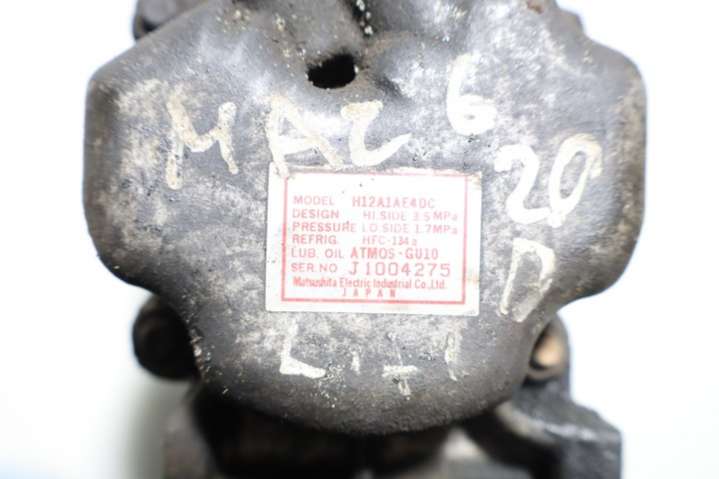 MAZ 6
20
D
MODEL H12A1AE4DC
DESIGN HI.SIDE 3.5MPa
PRESSURE LO.SIDE 1.7MPa
REFRIG. HFC-134a
LUB. OIL ATMOS-GU10
SER.NO J1004275
Matsushita Electric Industrial Co.,Ltd.
JAPAN